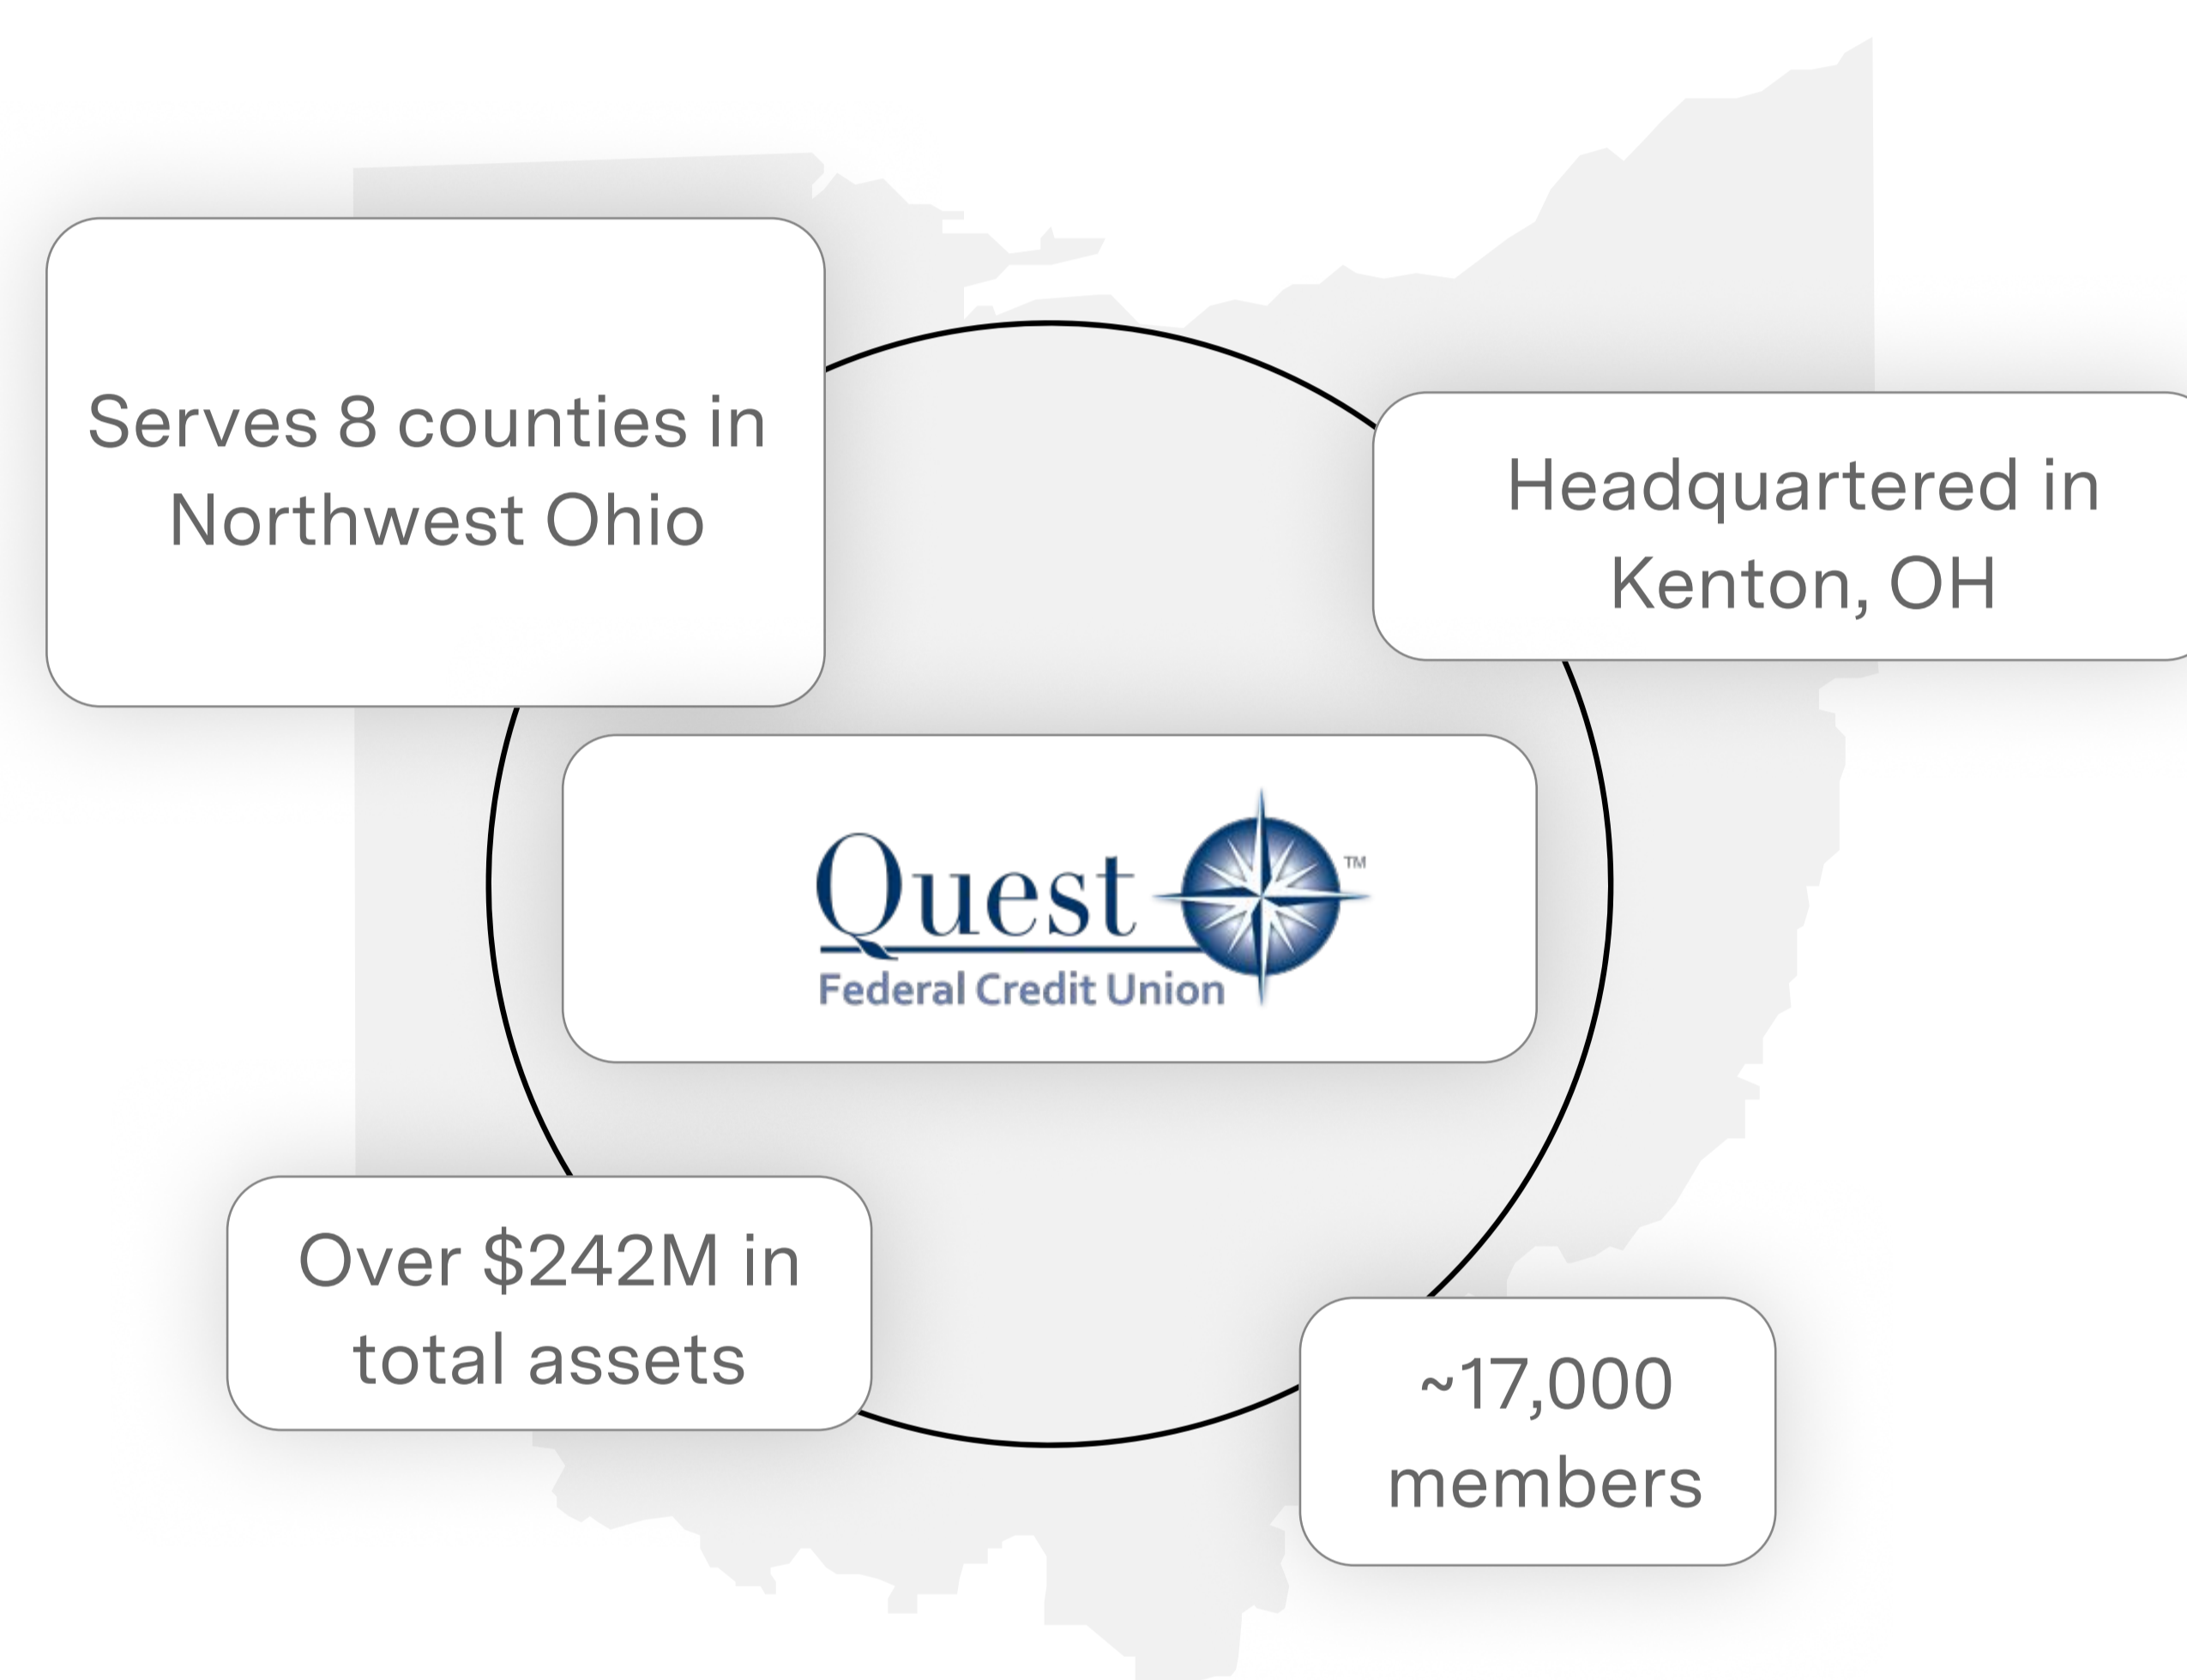 Serves 8 counties in
Northwest Ohio
Headquartered in
Kenton, OH
Quest ™
Federal Credit Union
Over $242M in
total assets
~17,000
members